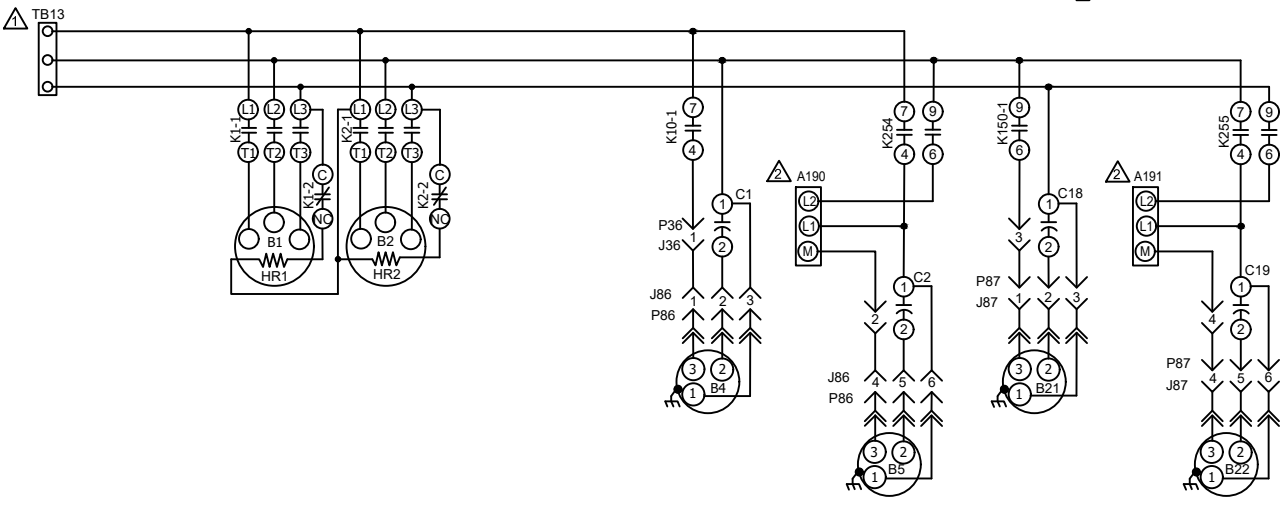 1 TB13
L1 L2 L3 L1 L2 L3 7 7 9 9 7 9
K1-1 K2-1 K10-1 K254 K150-1 K255
T1 T2 T3 T1 T2 T3 4 4 6 6 4 6
C C
K1-2 K2-2
NC NC
2 A190 2 A191
1 C1 1 C18
L2 L2
P36 1 L1 3 L1
J36
2 M 2 M
B1 B2
HR1 HR2
1 C2 1 C19
J86 1 2 3 P87 1 2 3
P86 J87
2 2 4 2
3 2 3 2
1 B4 1 B21
J86 4 5 6 P87 4 5 6
P86 J87
3 2 3 2
1 B5 1 B22